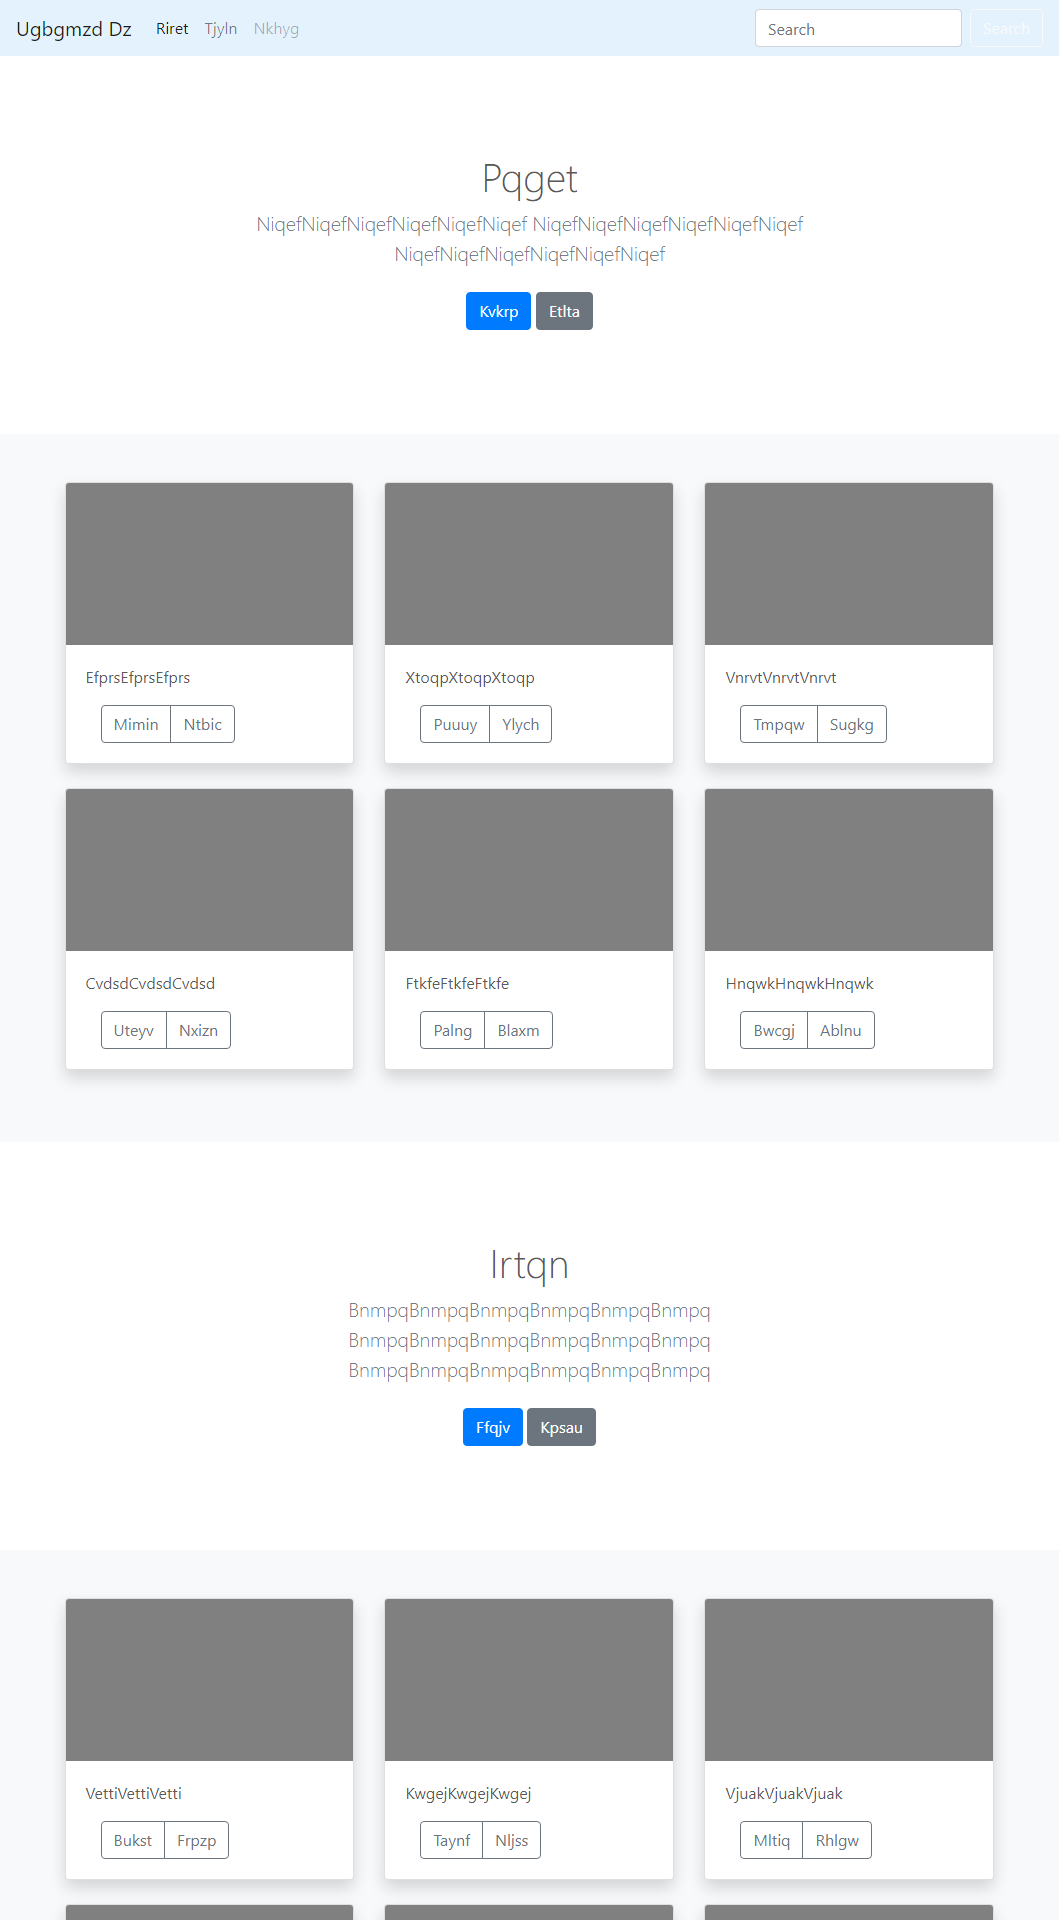 Ugbgmzd Dz Riret Tjyln Nkhyg Search Search
Pqget
NiqefNiqefNiqefNiqefNiqefNiqef NiqefNiqefNiqefNiqefNiqefNiqef
NiqefNiqefNiqefNiqefNiqefNiqef
Kvkrp Etlta
EfprsEfprsEfprs XtoqpXtoqpXtoqp VnrvtVnrvtVnrvt
Mimin Ntbic Puuuy Ylych Tmpqw Sugkg
CvdsdCvdsdCvdsd FtkfeFtkfeFtkfe HnqwkHnqwkHnqwk
Uteyv Nxizn Palng Blaxm Bwcgj Ablnu
Irtqn
BnmpqBnmpqBnmpqBnmpqBnmpqBnmpq
BnmpqBnmpqBnmpqBnmpqBnmpqBnmpq
BnmpqBnmpqBnmpqBnmpqBnmpqBnmpq
Ffqjv Kpsau
VettiVettiVetti KwgejKwgejKwgej VjuakVjuakVjuak
Bukst Frpzp Taynf Nljss Mltiq Rhlgw